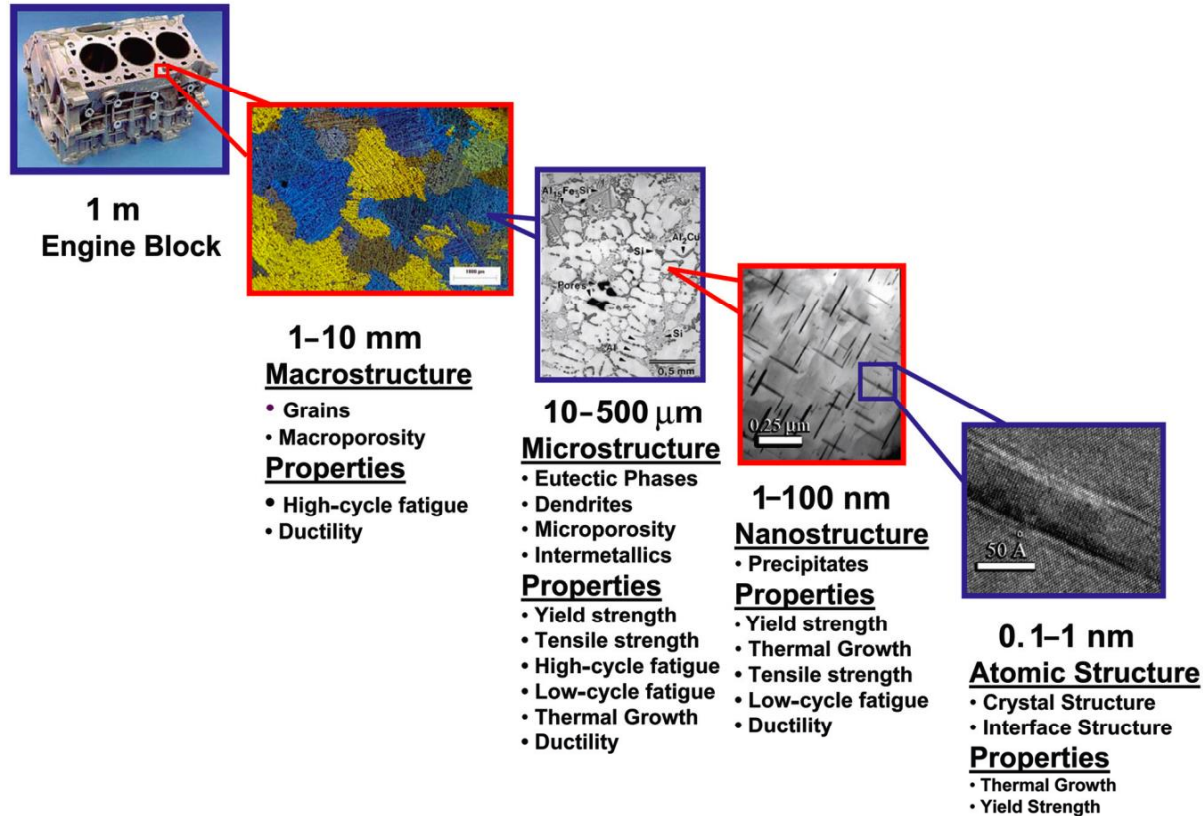 1 m
Engine Block
1–10 mm
Macrostructure
• Grains
• Macroporosity
Properties
• High-cycle fatigue
• Ductility
Al15Fe3Si
Al2Cu
Si
Pores
Si
Al
0,5 mm
10–500 μm
Microstructure
• Eutectic Phases
• Dendrites
• Microporosity
• Intermetallics
Properties
• Yield strength
• Tensile strength
• High-cycle fatigue
• Low-cycle fatigue
• Thermal Growth
• Ductility
0.25 μm
1–100 nm
Nanostructure
• Precipitates
Properties
• Yield strength
• Thermal Growth
• Tensile strength
• Low-cycle fatigue
• Ductility
50 Å
0.1–1 nm
Atomic Structure
• Crystal Structure
• Interface Structure
Properties
• Thermal Growth
• Yield Strength